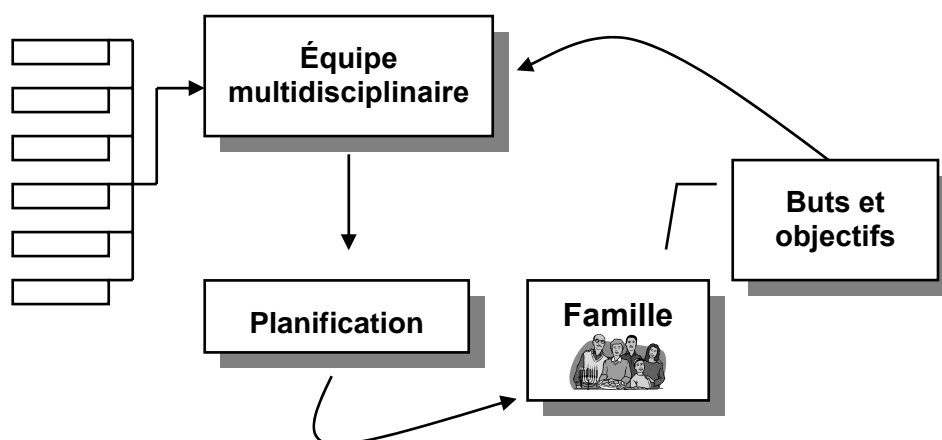 Équipe
multidisciplinaire
Buts et
objectifs
Planification
Famille